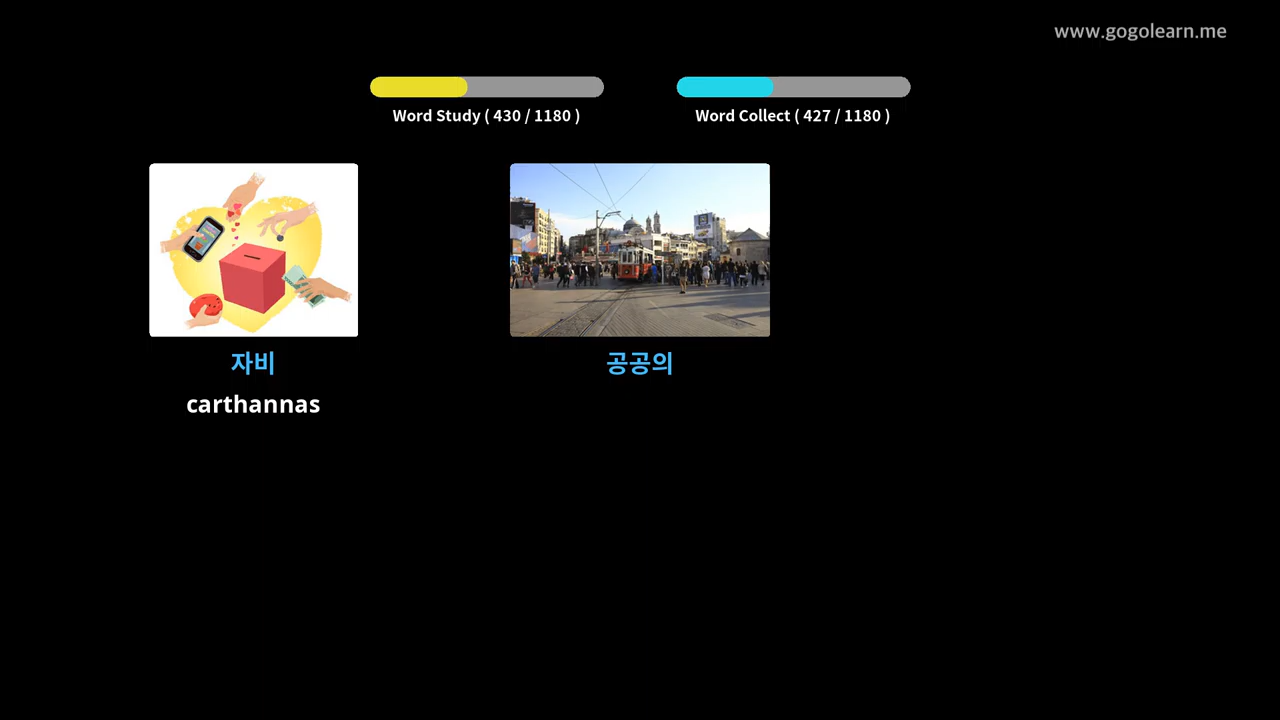 www.gogolearn.me
Word Study ( 430 / 1180 )
Word Collect ( 427 / 1180 )
자비
공공의
carthannas